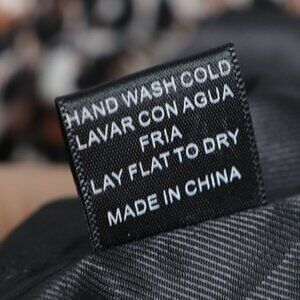 HAND WASH COLD
LAVAR CON AGUA
FRIA
LAY FLAT TO DRY
MADE IN CHINA